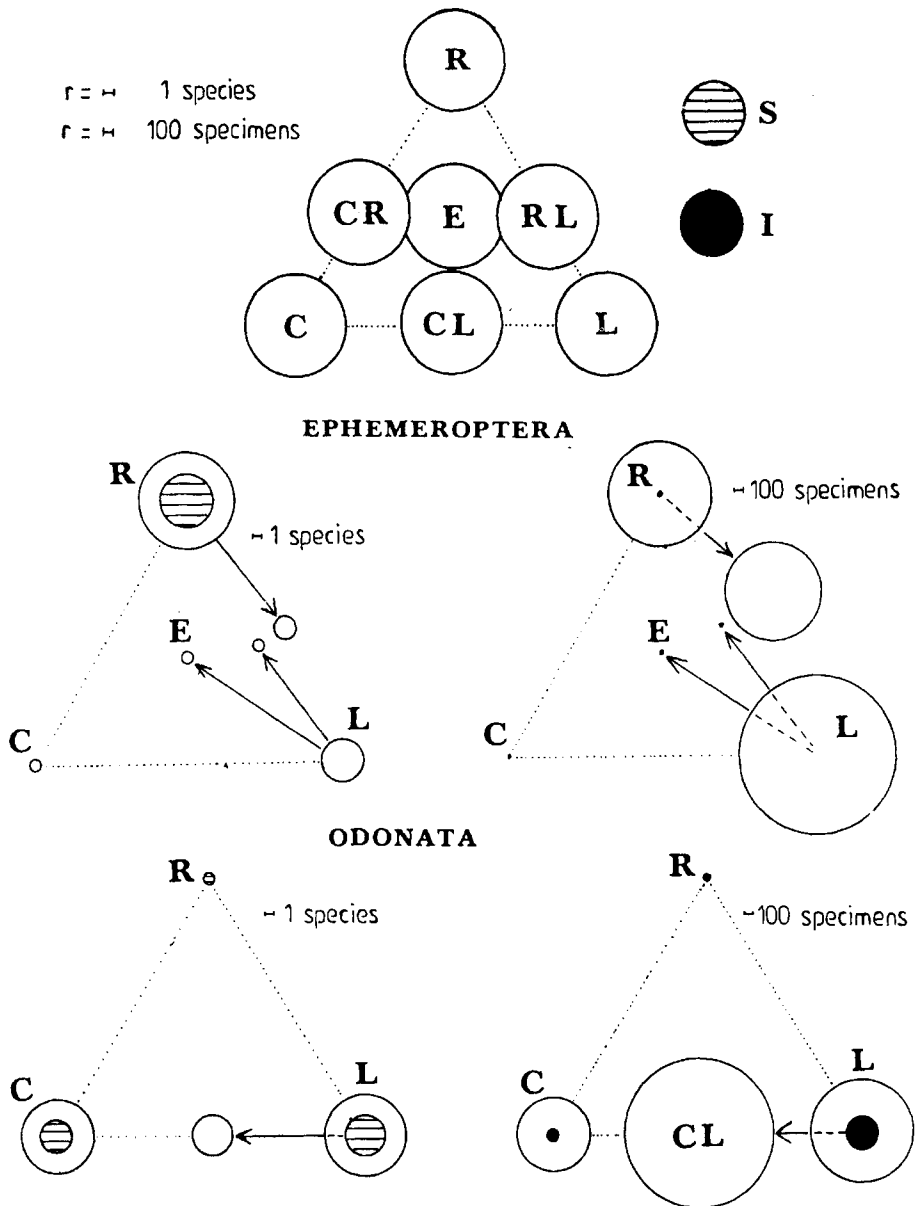 R
r = ⊢⊣ 1 species
r = ⊢⊣ 100 specimens
S
CR E RL
I
C CL L
EPHEMEROPTERA
R
⊢⊣ 1 species
E
L
C
R
⊢⊣ 100 specimens
E
L
C
ODONATA
R
⊢⊣ 1 species
C
L
R
⊢⊣ 100 specimens
C
CL
L